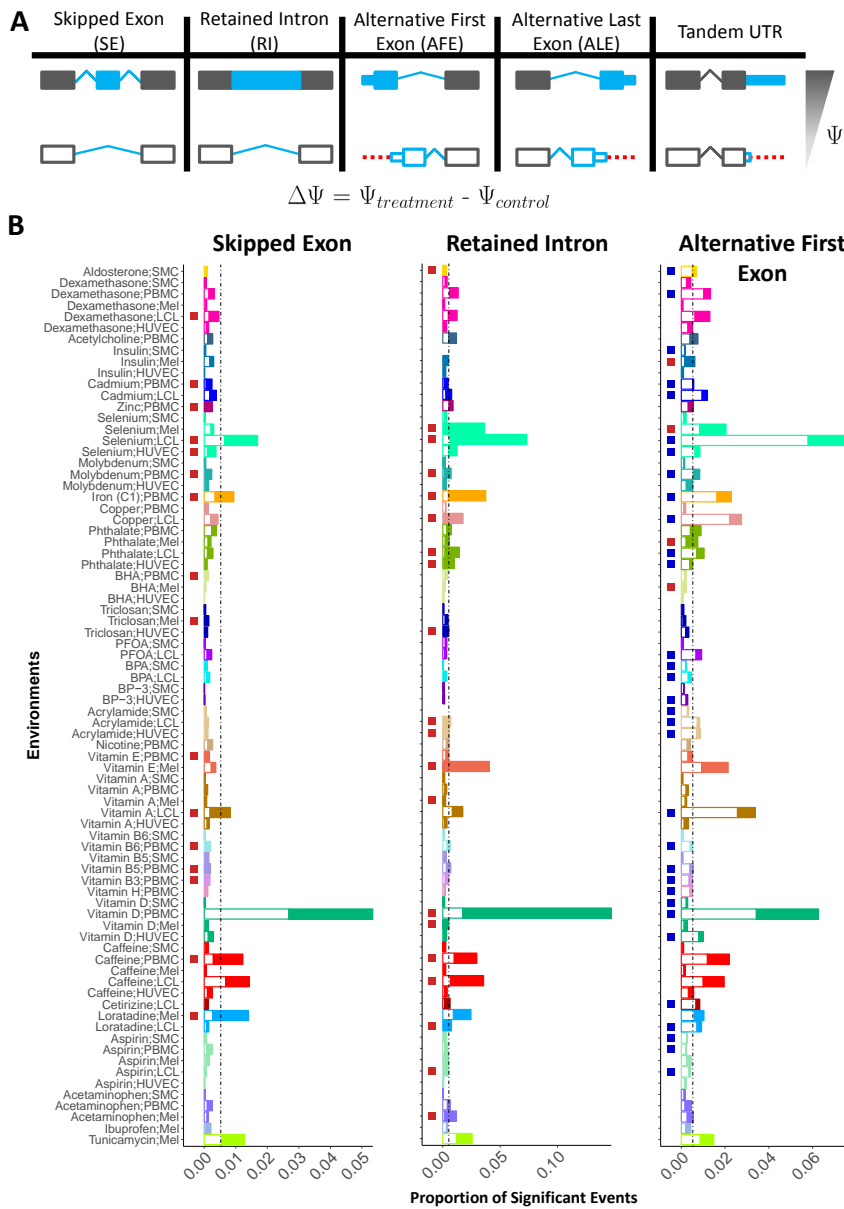 A
Skipped Exon
(SE)
Retained Intron
(RI)
Alternative First
Exon (AFE)
Alternative Last
Exon (ALE)
Tandem UTR
Ψ
ΔΨ = Ψtreatment - Ψcontrol
B
Skipped Exon
Retained Intron
Alternative First
Exon
Environments
Aldosterone;SMC
Dexamethasone;SMC
Dexamethasone;PBMC
Dexamethasone;Mel
Dexamethasone;LCL
Dexamethasone;HUVEC
Acetylcholine;PBMC
Insulin;SMC
Insulin;Mel
Insulin;HUVEC
Cadmium;PBMC
Cadmium;LCL
Zinc;PBMC
Selenium;SMC
Selenium;Mel
Selenium;LCL
Selenium;HUVEC
Molybdenum;SMC
Molybdenum;PBMC
Molybdenum;HUVEC
Iron (C1);PBMC
Copper;PBMC
Copper;LCL
Phthalate;PBMC
Phthalate;Mel
Phthalate;LCL
Phthalate;HUVEC
BHA;PBMC
BHA;Mel
BHA;HUVEC
Triclosan;SMC
Triclosan;Mel
Triclosan;HUVEC
PFOA;SMC
PFOA;LCL
BPA;SMC
BPA;LCL
BP−3;SMC
BP−3;HUVEC
Acrylamide;SMC
Acrylamide;LCL
Acrylamide;HUVEC
Nicotine;PBMC
Vitamin E;PBMC
Vitamin E;Mel
Vitamin A;SMC
Vitamin A;PBMC
Vitamin A;Mel
Vitamin A;LCL
Vitamin A;HUVEC
Vitamin B6;SMC
Vitamin B6;PBMC
Vitamin B5;SMC
Vitamin B5;PBMC
Vitamin B3;PBMC
Vitamin H;PBMC
Vitamin D;SMC
Vitamin D;PBMC
Vitamin D;Mel
Vitamin D;HUVEC
Caffeine;SMC
Caffeine;PBMC
Caffeine;Mel
Caffeine;LCL
Caffeine;HUVEC
Cetirizine;LCL
Loratadine;Mel
Loratadine;LCL
Aspirin;SMC
Aspirin;PBMC
Aspirin;Mel
Aspirin;LCL
Aspirin;HUVEC
Acetaminophen;SMC
Acetaminophen;PBMC
Acetaminophen;Mel
Ibuprofen;Mel
Tunicamycin;Mel
0.00 0.01 0.02 0.03 0.04 0.05
0.00 0.05 0.10
0.00 0.02 0.04 0.06
Proportion of Significant Events